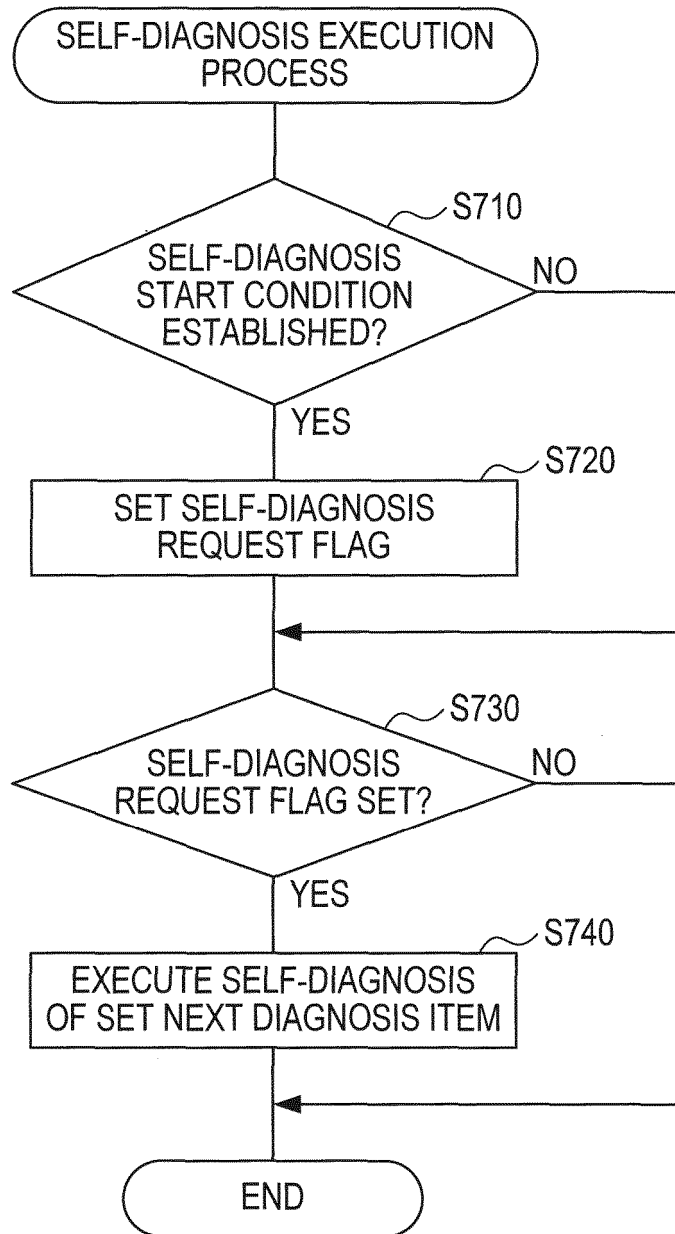 SELF-DIAGNOSIS EXECUTION
PROCESS
S710
SELF-DIAGNOSIS
START CONDITION
ESTABLISHED?
NO
YES
S720
SET SELF-DIAGNOSIS
REQUEST FLAG
S730
SELF-DIAGNOSIS
REQUEST FLAG SET?
NO
YES
S740
EXECUTE SELF-DIAGNOSIS
OF SET NEXT DIAGNOSIS ITEM
END